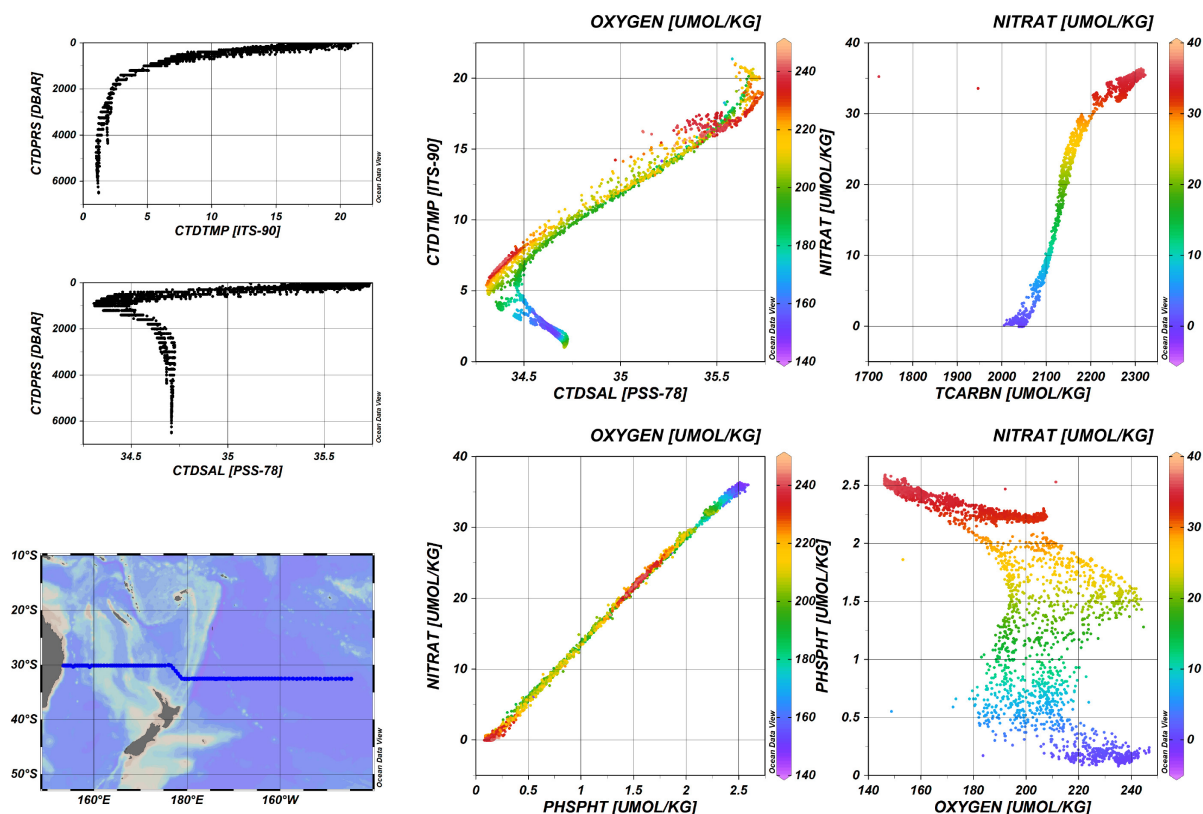 0
2000
4000
6000
CTDPRS [DBAR]
0
5
10
15
20
CTDTMP [ITS-90]
Ocean Data View
0
2000
4000
6000
CTDPRS [DBAR]
34.5
35
35.5
CTDSAL [PSS-78]
Ocean Data View
10°S
20°S
30°S
40°S
50°S
160°E
180°E
160°W
Ocean Data View
OXYGEN [UMOL/KG]
20
15
10
5
0
CTDTMP [ITS-90]
34.5
35
35.5
CTDSAL [PSS-78]
240
220
200
180
160
140
Ocean Data View
NITRAT [UMOL/KG]
40
30
20
10
0
NITRAT [UMOL/KG]
1700
1800
1900
2000
2100
2200
2300
TCARBN [UMOL/KG]
40
30
20
10
0
Ocean Data View
OXYGEN [UMOL/KG]
40
30
20
10
0
NITRAT [UMOL/KG]
0
0.5
1
1.5
2
2.5
PHSPHT [UMOL/KG]
240
220
200
180
160
140
Ocean Data View
NITRAT [UMOL/KG]
2.5
2
1.5
1
0.5
0
PHSPHT [UMOL/KG]
140
160
180
200
220
240
OXYGEN [UMOL/KG]
40
30
20
10
0
Ocean Data View